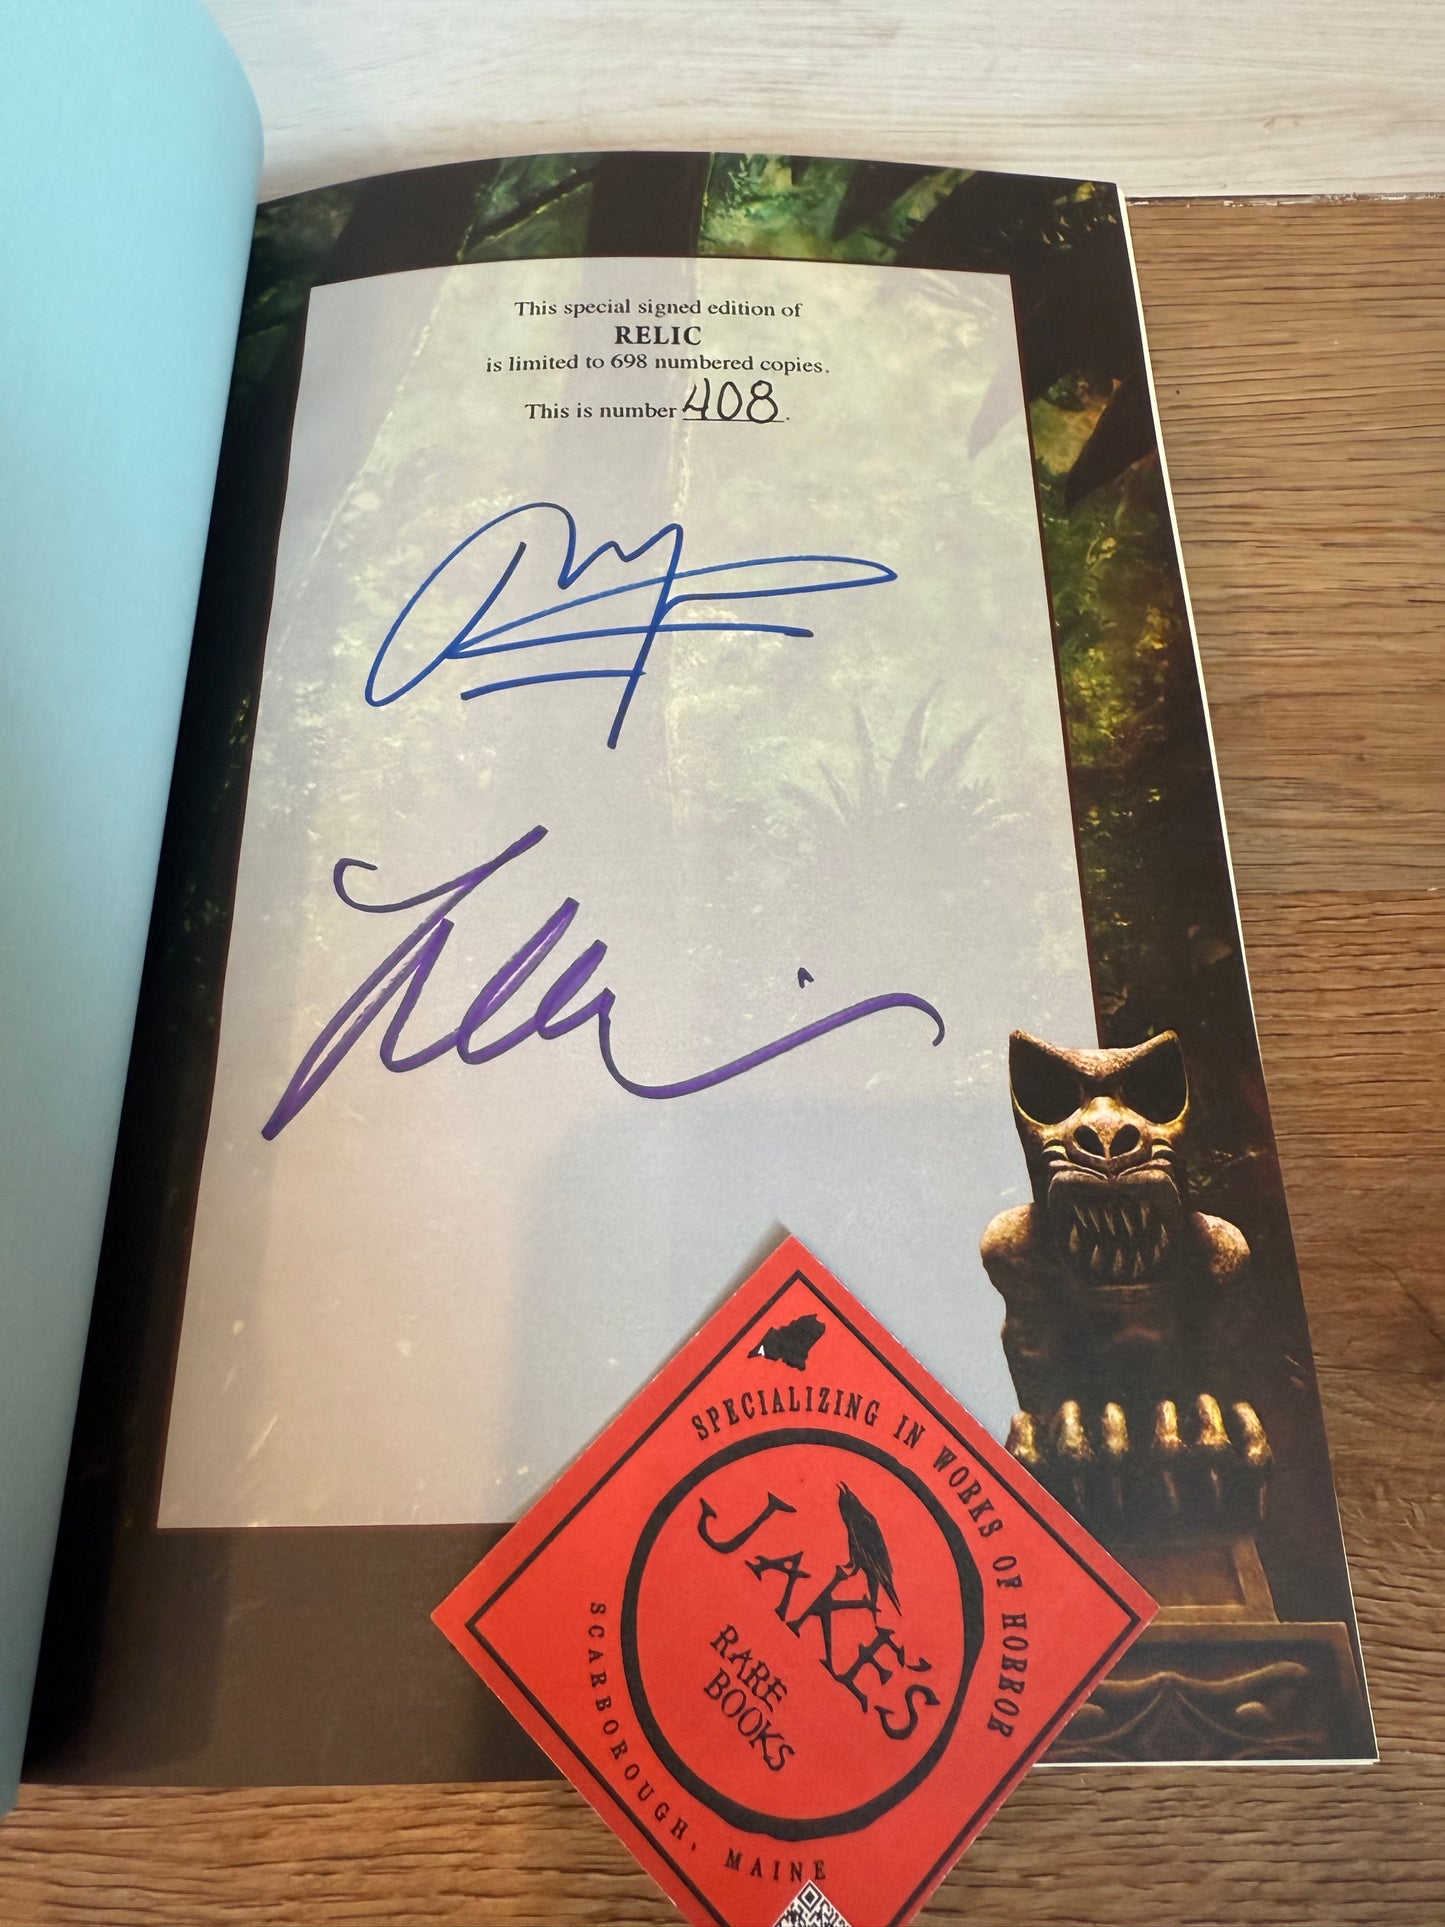 This special signed edition of
RELIC
is limited to 698 numbered copies.
This is number 408.
SPECIALIZING IN WORKS OF HORROR
JAKE'S
RARE
BOOKS
SCARBOROUGH, MAINE